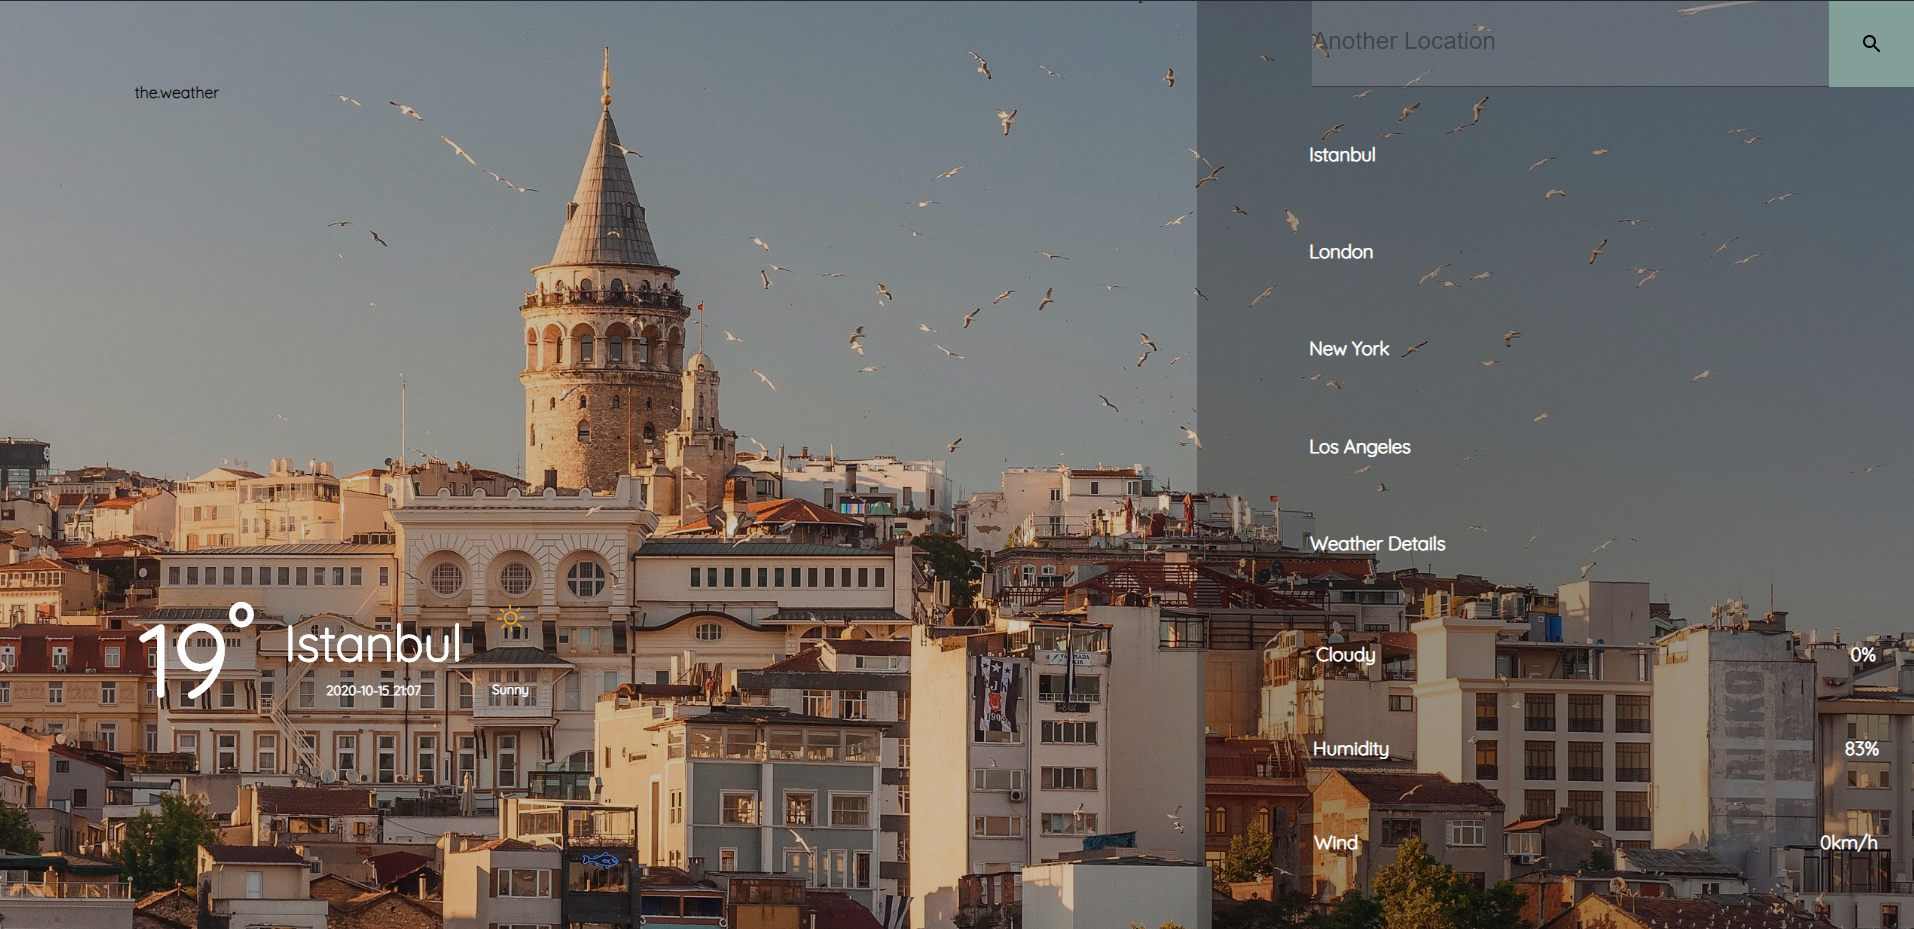 the.weather
19°
Istanbul
2020-10-15 21:07
Sunny
Another Location
Istanbul
London
New York
Los Angeles
Weather Details
Cloudy 0%
Humidity 83%
Wind 0km/h